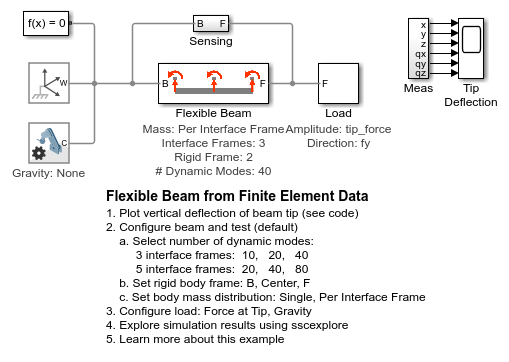 f(x) = 0
B F
Sensing
W
C
Gravity: None
B F
Flexible Beam
Mass: Per Interface Frame
Interface Frames: 3
Rigid Frame: 2
# Dynamic Modes: 40
F
Load
Amplitude: tip_force
Direction: fy
x
y
z
qx
qy
qz
Meas
Tip
Deflection
Flexible Beam from Finite Element Data
1. Plot vertical deflection of beam tip (see code)
2. Configure beam and test (default)
a. Select number of dynamic modes:
3 interface frames: 10, 20, 40
5 interface frames: 20, 40, 80
b. Set rigid body frame: B, Center, F
c. Set body mass distribution: Single, Per Interface Frame
3. Configure load: Force at Tip, Gravity
4. Explore simulation results using sscexplore
5. Learn more about this example